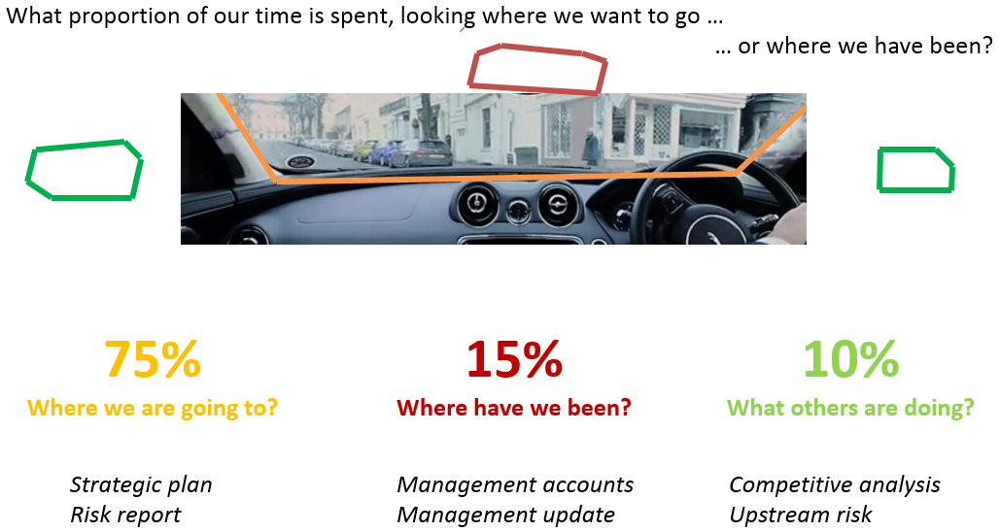 What proportion of our time is spent, looking where we want to go …
… or where we have been?
75%
15%
10%
Where we are going to?
Where have we been?
What others are doing?
Strategic plan
Management accounts
Competitive analysis
Risk report
Management update
Upstream risk